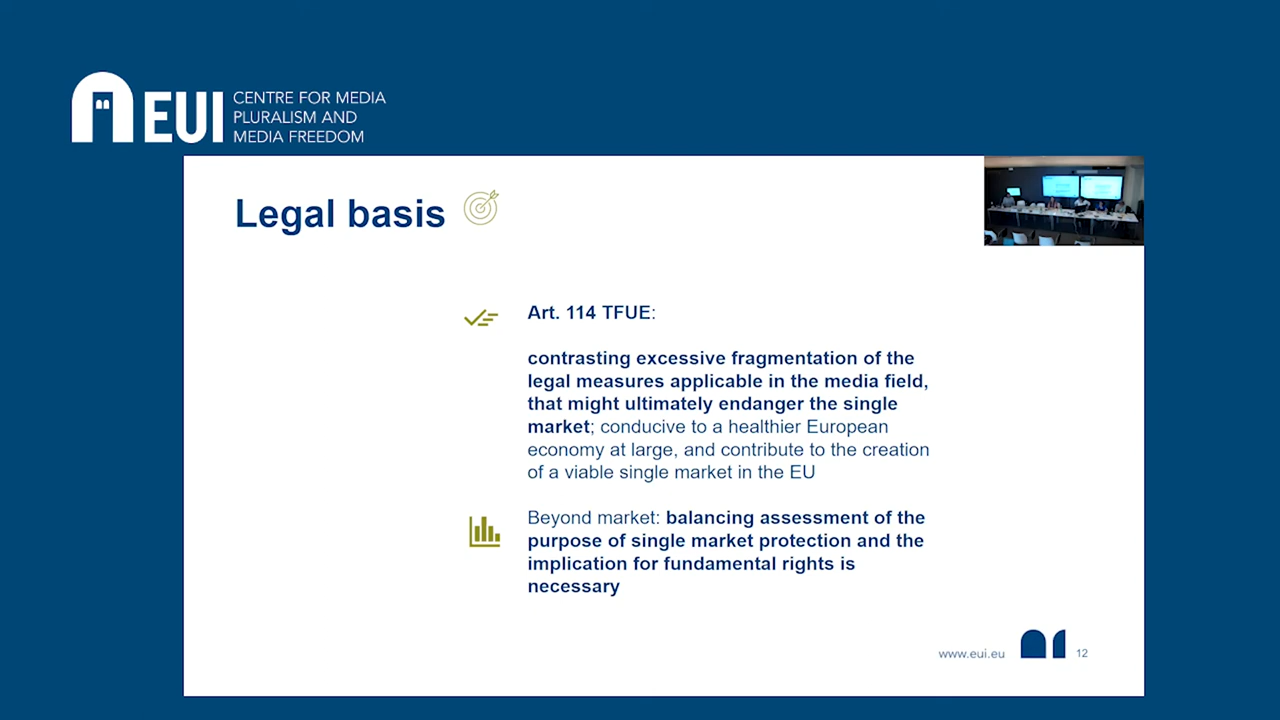 EUI
CENTRE FOR MEDIA
PLURALISM AND
MEDIA FREEDOM
Legal basis
Art. 114 TFUE:
contrasting excessive fragmentation of the
legal measures applicable in the media field,
that might ultimately endanger the single
market; conducive to a healthier European
economy at large, and contribute to the creation
of a viable single market in the EU
Beyond market: balancing assessment of the
purpose of single market protection and the
implication for fundamental rights is
necessary
www.eui.eu
12